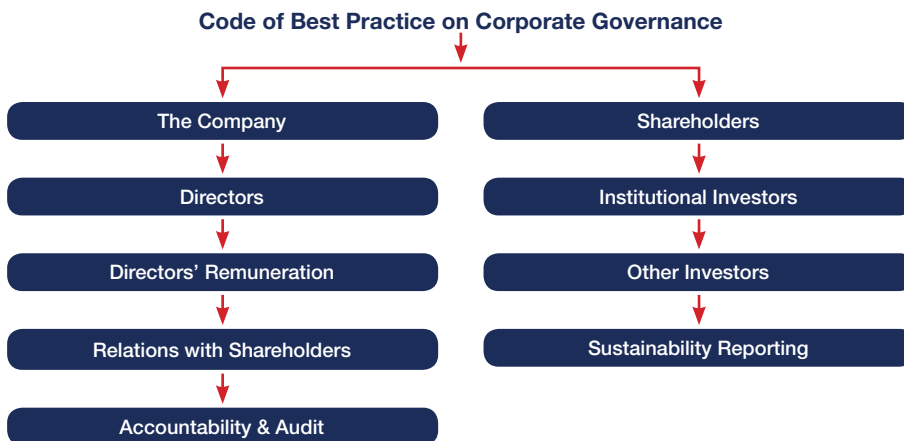 Code of Best Practice on Corporate Governance
The Company
Directors
Directors’ Remuneration
Relations with Shareholders
Accountability & Audit
Shareholders
Institutional Investors
Other Investors
Sustainability Reporting